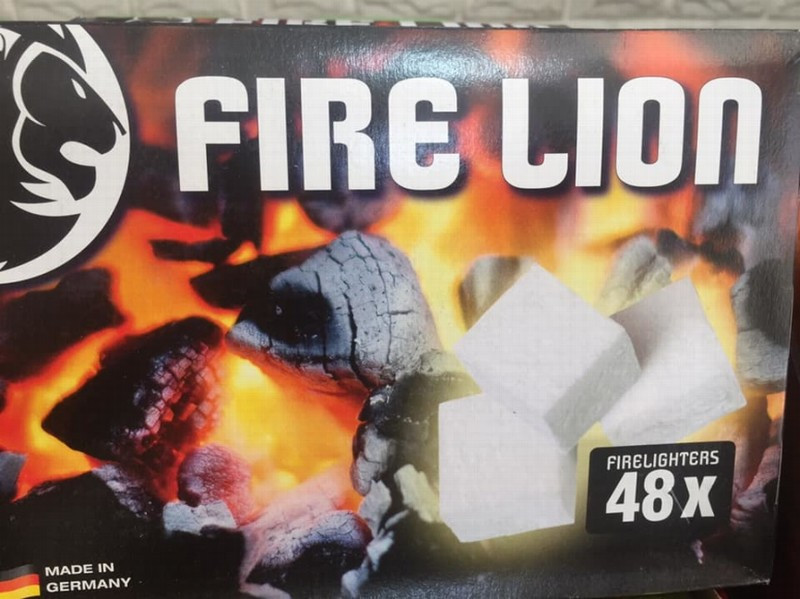 FIRE LION
FIRELIGHTERS
48x
MADE IN
GERMANY